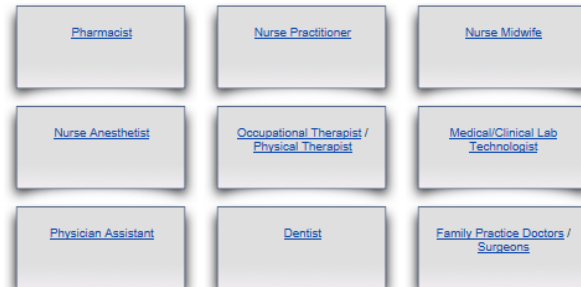 Pharmacist
Nurse Practitioner
Nurse Midwife
Nurse Anesthetist
Occupational Therapist /
Physical Therapist
Medical/Clinical Lab
Technologist
Physician Assistant
Dentist
Family Practice Doctors /
Surgeons